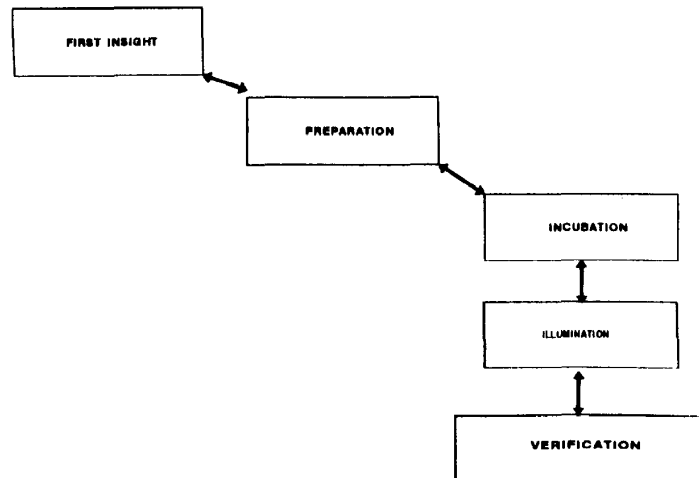 FIRST INSIGHT
PREPARATION
INCUBATION
ILLUMINATION
VERIFICATION